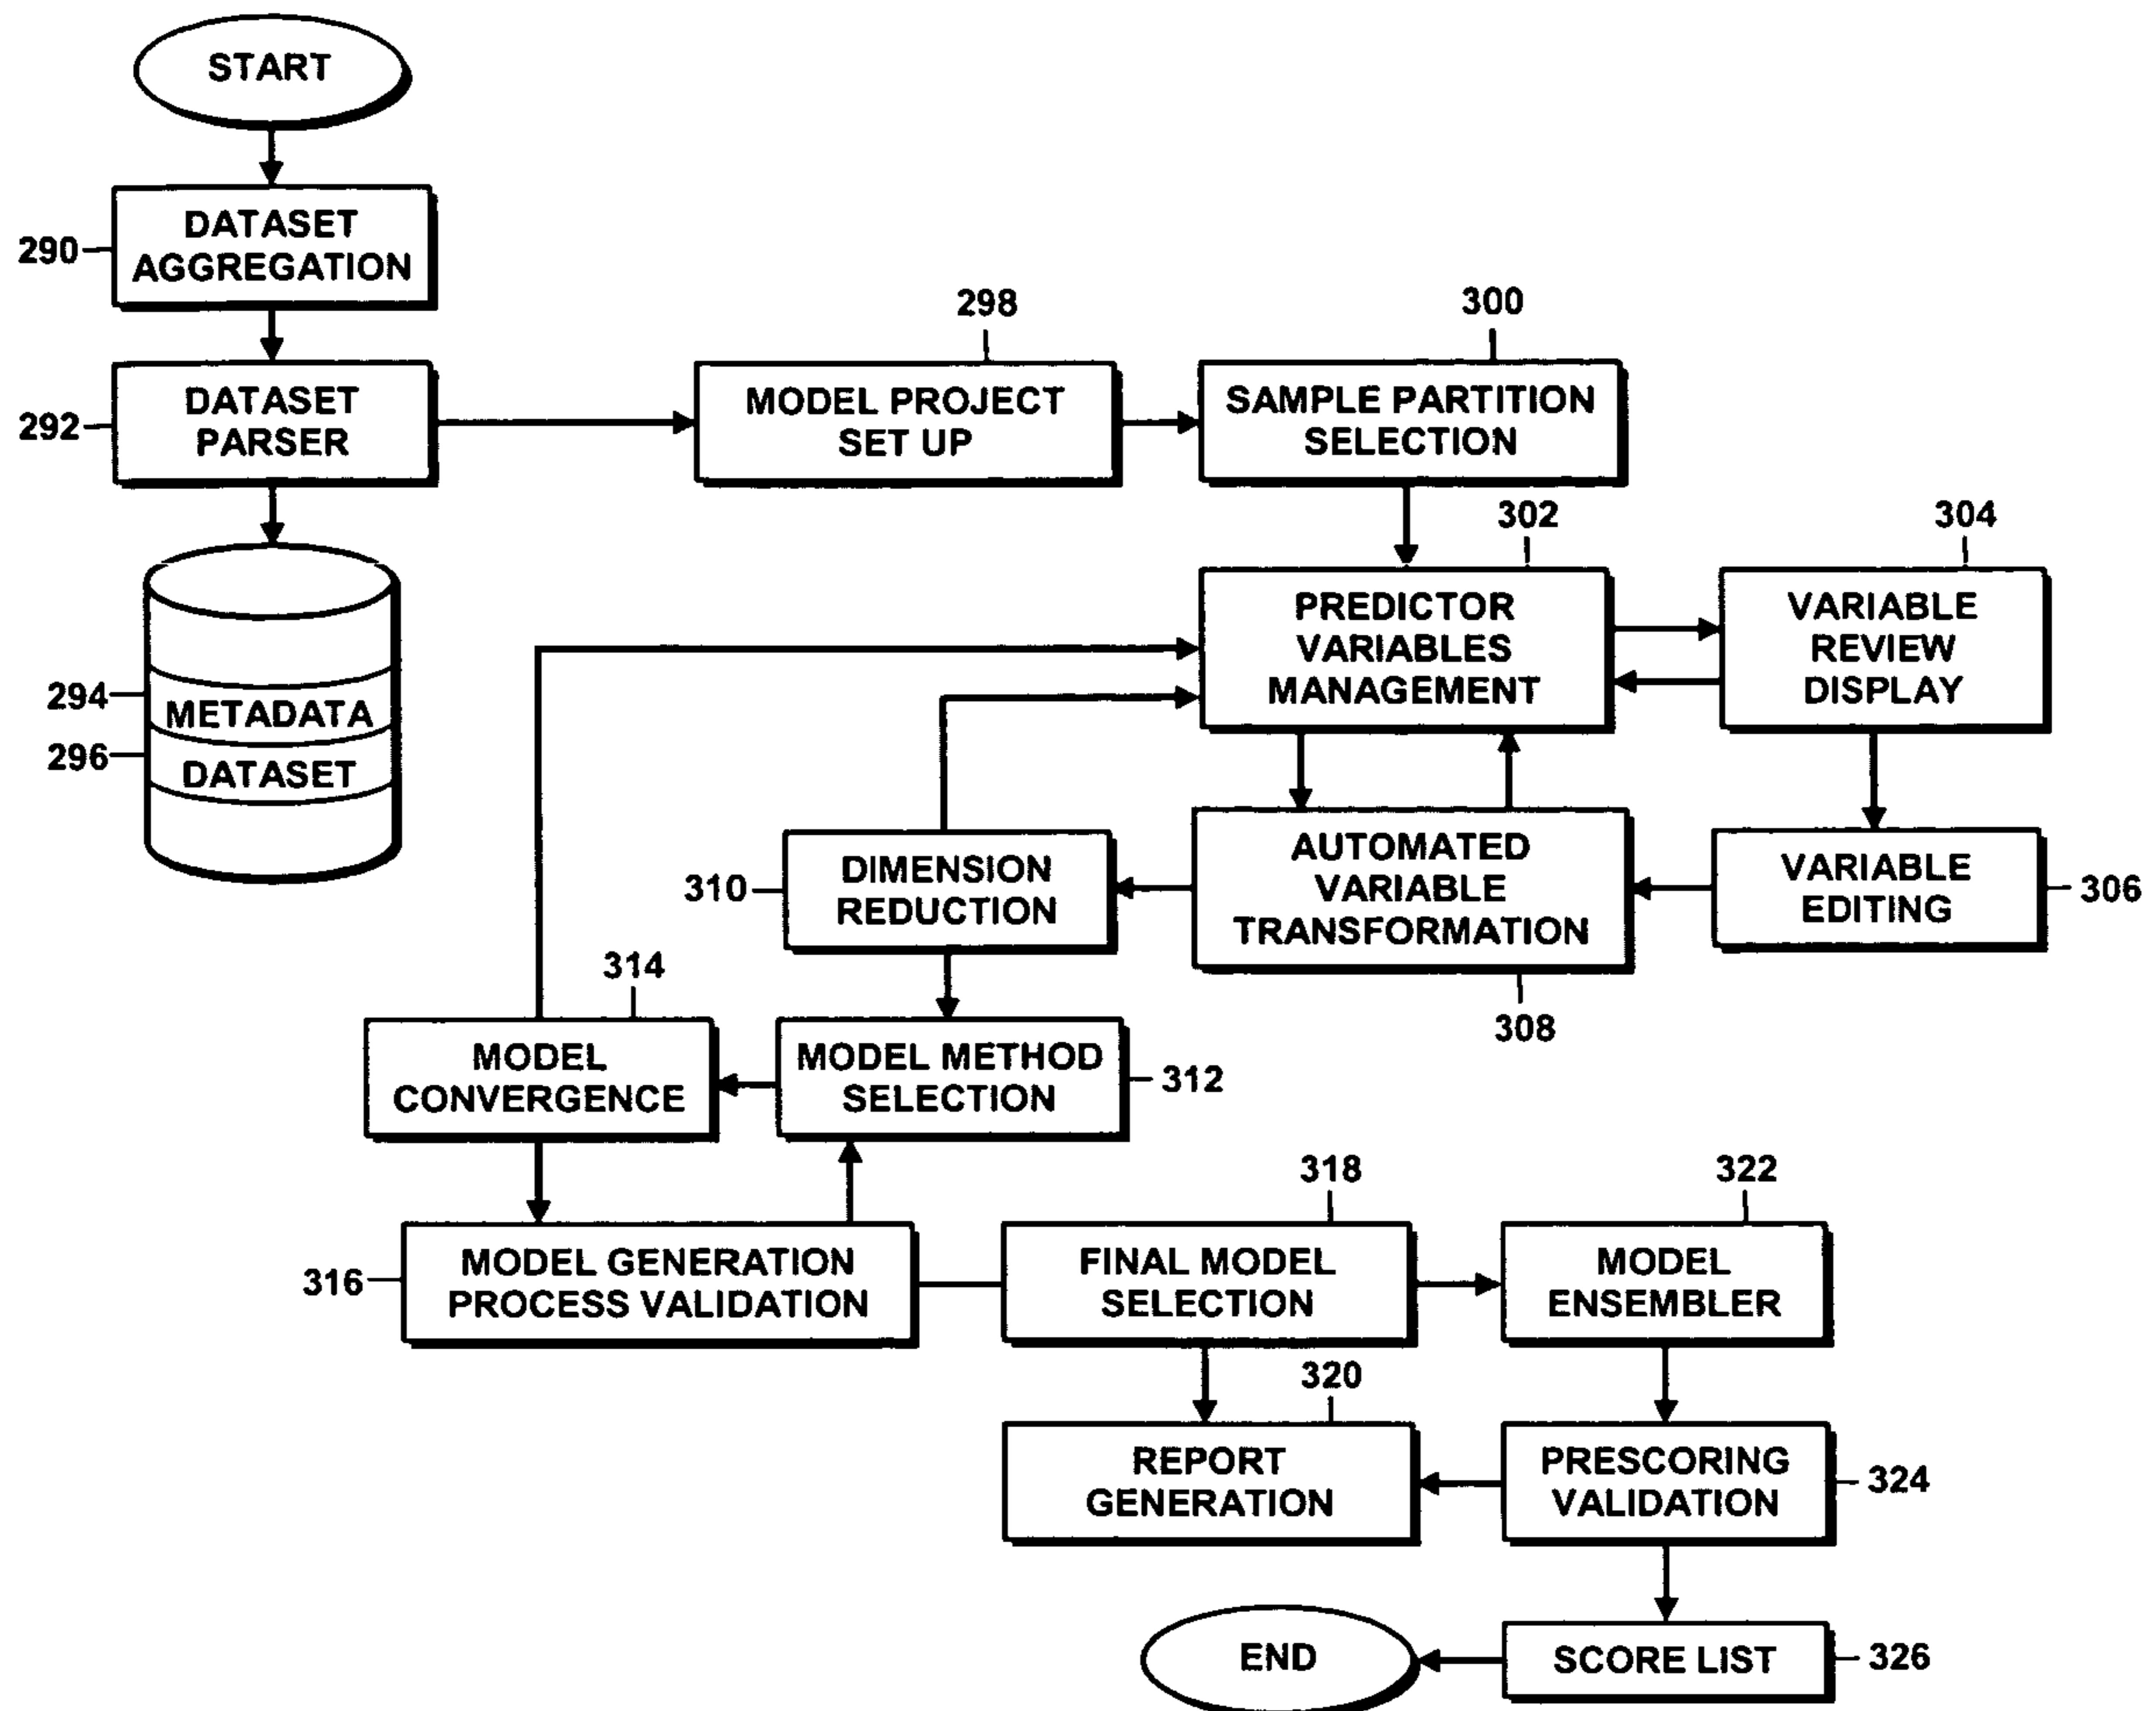 START
DATASET
AGGREGATION
290
298
300
DATASET
PARSER
292
MODEL PROJECT
SET UP
SAMPLE PARTITION
SELECTION
302
304
PREDICTOR
VARIABLES
MANAGEMENT
VARIABLE
REVIEW
DISPLAY
294
METADATA
296
DATASET
310
DIMENSION
REDUCTION
AUTOMATED
VARIABLE
TRANSFORMATION
VARIABLE
EDITING
306
308
314
MODEL
CONVERGENCE
MODEL METHOD
SELECTION
312
318
322
316
MODEL GENERATION
PROCESS VALIDATION
FINAL MODEL
SELECTION
MODEL
ENSEMBLER
320
REPORT
GENERATION
PRESCORING
VALIDATION
324
END
SCORE LIST
326